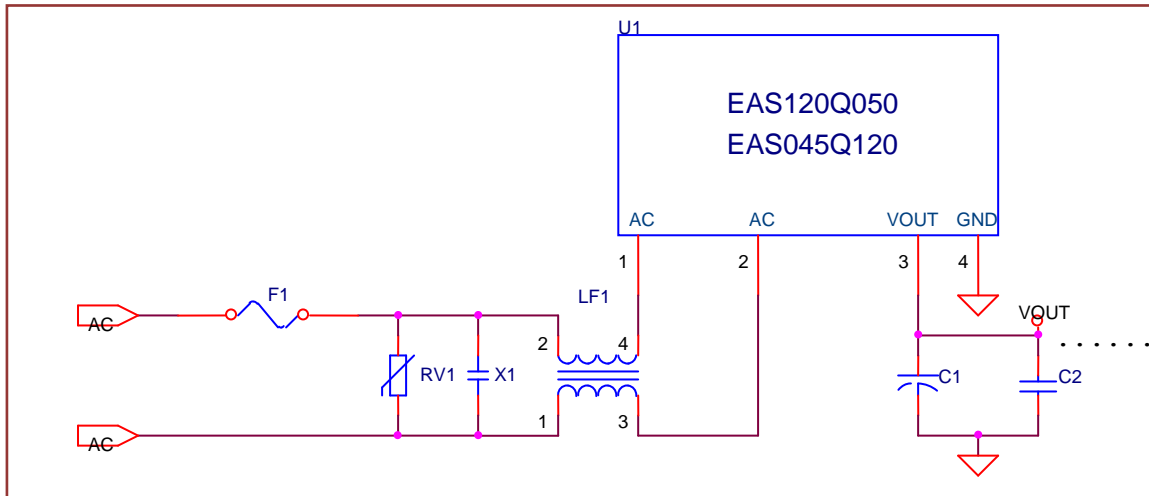 U1
EAS120Q050
EAS045Q120
AC AC VOUT GND
1 2 3 4
F1 LF1 VOUT
AC
2 4
RV1 X1 C1 C2
1 3
AC